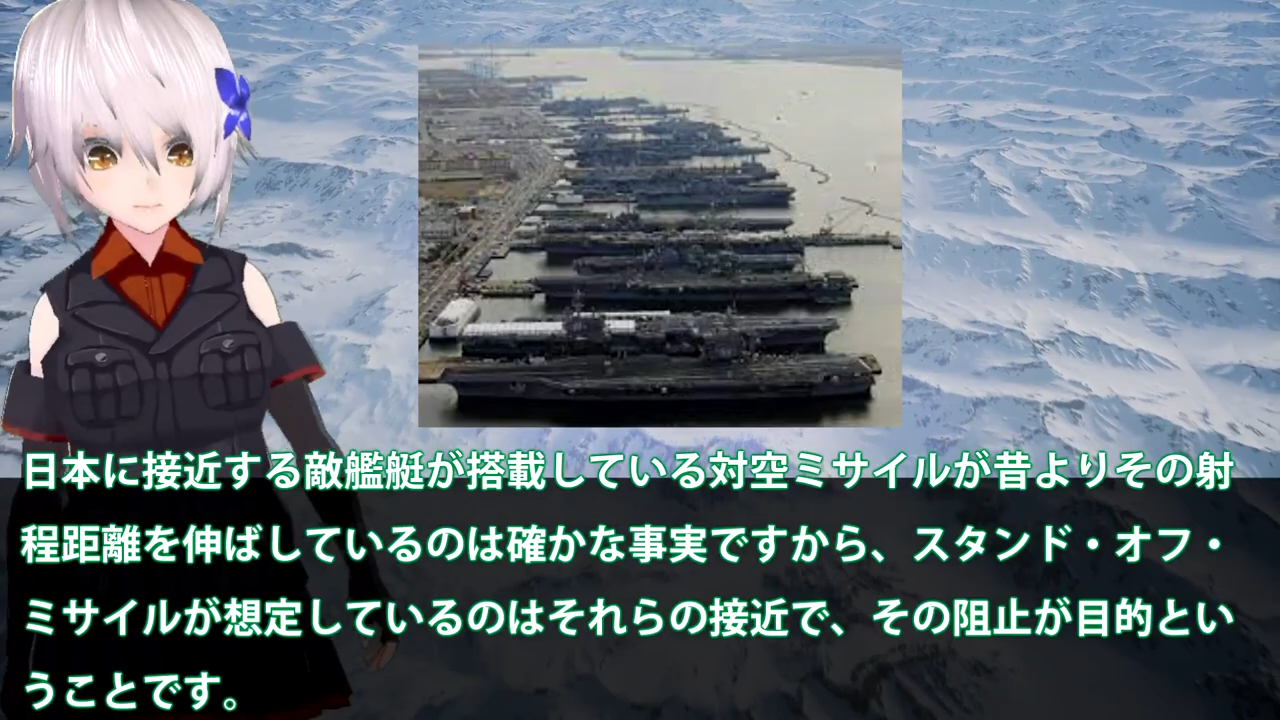 日本に接近する敵艦艇が搭載している対空ミサイルが昔よりその射
程距離を伸ばしているのは確かな事実ですから、スタンド・オフ・
ミサイルが想定しているのはそれらの接近で、その阻止が目的とい
うことです。